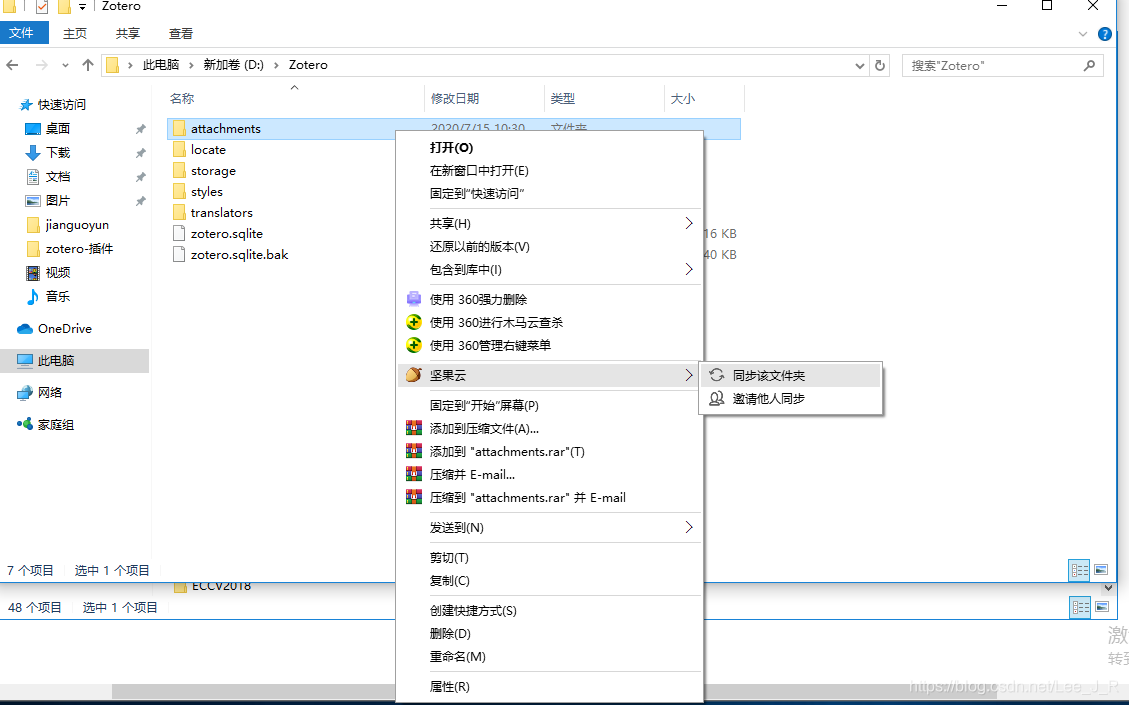 Zotero
文件 主页 共享 查看
此电脑 新加卷 (D:) Zotero
搜索"Zotero"
名称 修改日期 类型 大小
快速访问
桌面
下载
文档
图片
jianguoyun
zotero-插件
视频
音乐
OneDrive
此电脑
网络
家庭组
attachments 2020/7/15 10:30 文件夹
locate
storage
styles
translators
zotero.sqlite 16 KB
zotero.sqlite.bak 40 KB
打开(O)
在新窗口中打开(E)
固定到"快速访问"
共享(H)
还原以前的版本(V)
包含到库中(I)
使用 360强力删除
使用 360进行木马云查杀
使用 360管理右键菜单
坚果云
同步该文件夹
邀请他人同步
固定到"开始"屏幕(P)
添加到压缩文件(A)...
添加到 "attachments.rar"(T)
压缩并 E-mail...
压缩到 "attachments.rar" 并 E-mail
发送到(N)
剪切(T)
复制(C)
创建快捷方式(S)
删除(D)
重命名(M)
属性(R)
7 个项目 选中 1 个项目
ECCV2018
48 个项目 选中 1 个项目
激
转到
https://blog.csdn.net/Lee_J_R